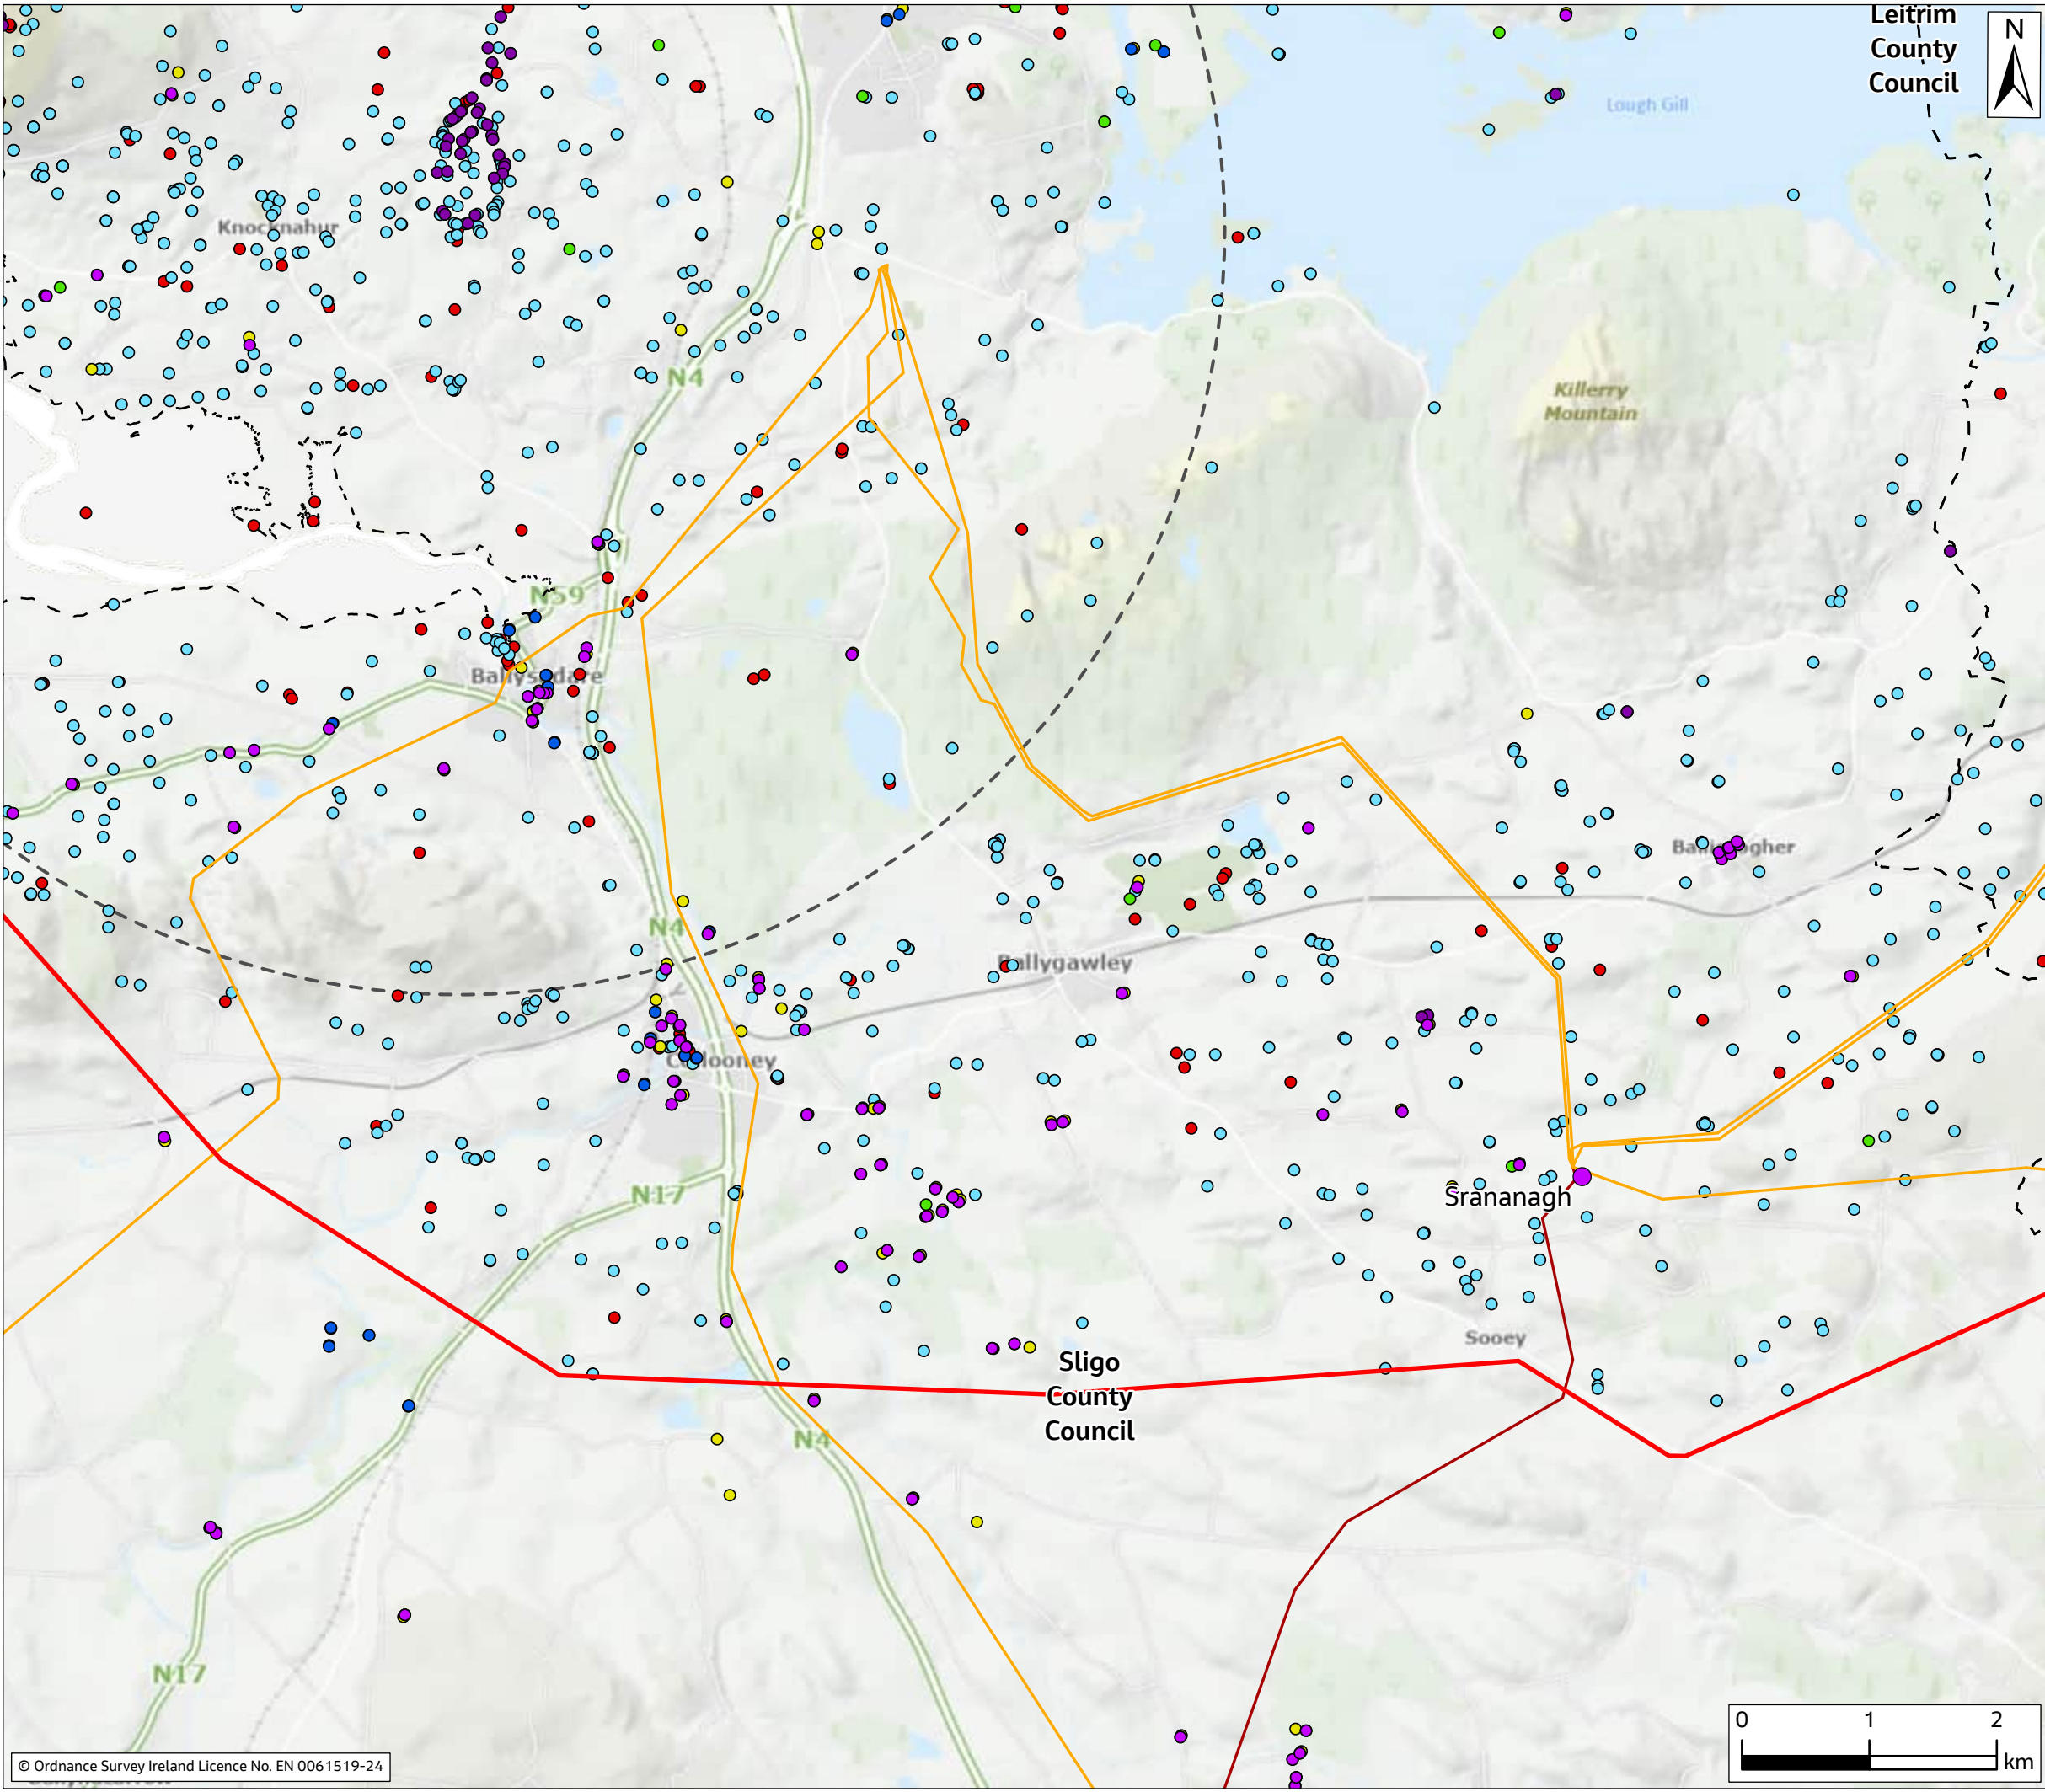 Leitrim
County
Council
N
Lough Gill
Knocknahur
N4
Killerry
Mountain
N59
Ballysadare
N4
Ballygawley
Collooney
N17
Srananagh
Sooey
Sligo
County
Council
N4
N17
0 1 2
km
© Ordnance Survey Ireland Licence No. EN 0061519-24